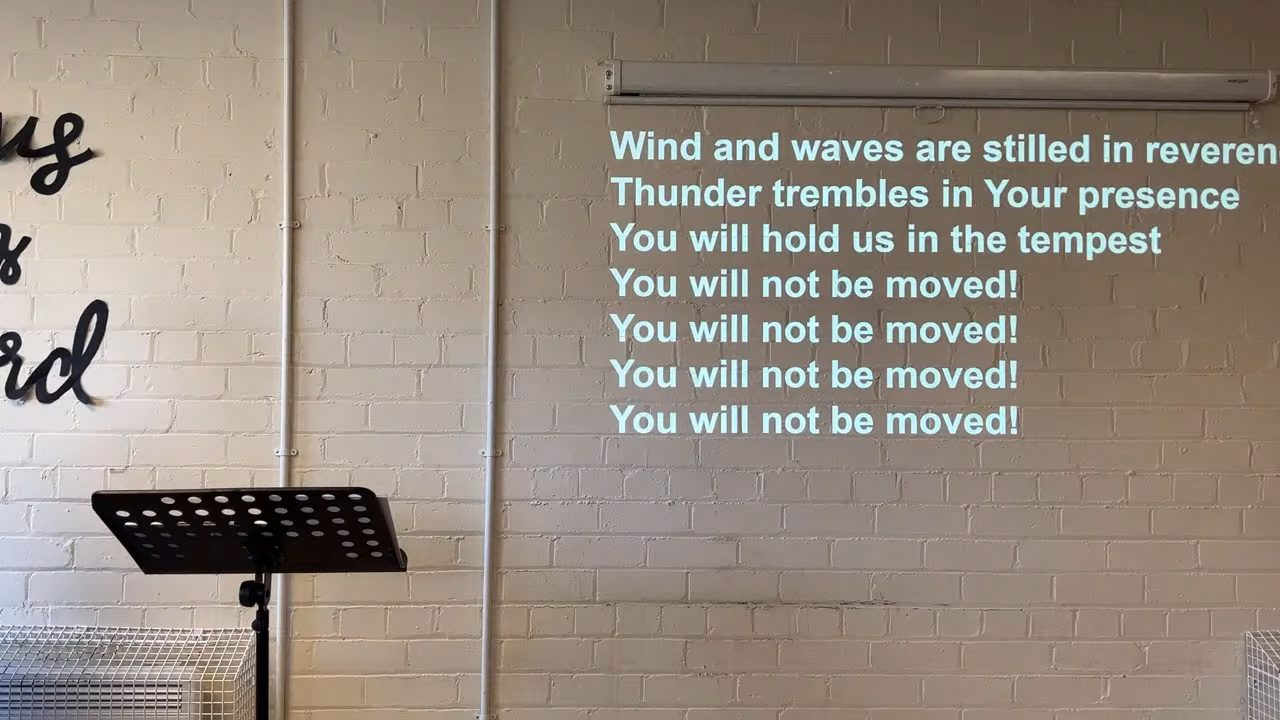 Wind and waves are stilled in
Thunder trembles in Your presence
You will hold us in the tempest
You will not be moved!
You will not be moved!
You will not be moved!
You will not be moved!